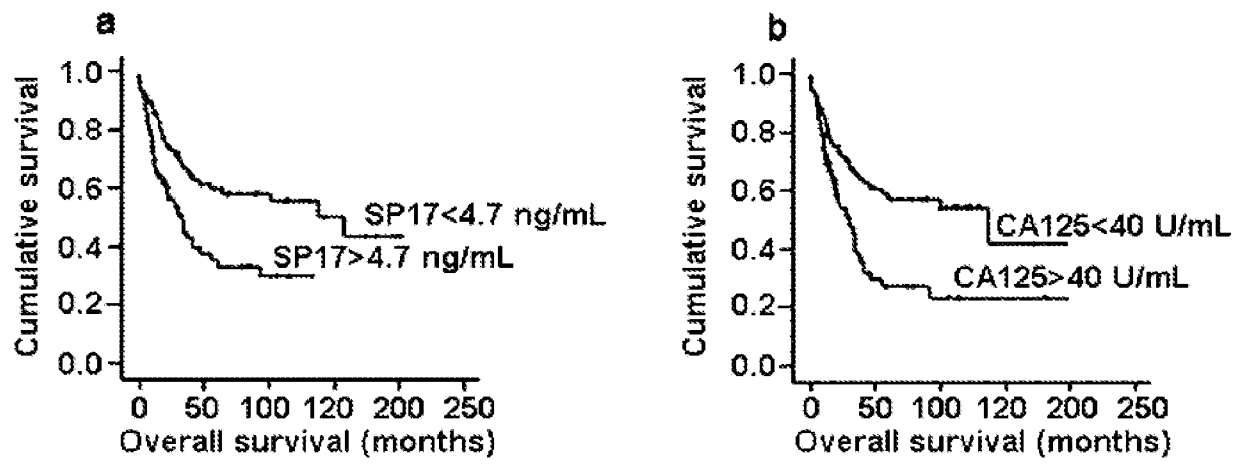 a
Cumulative survival
1.0
0.8
0.6
0.4
0.2
0.0
SP17<4.7 ng/mL
SP17>4.7 ng/mL
0 50 100 120 200 250
Overall survival (months)
b
Cumulative survival
1.0
0.8
0.6
0.4
0.2
0.0
CA125<40 U/mL
CA125>40 U/mL
0 50 100 120 200 250
Overall survival (months)